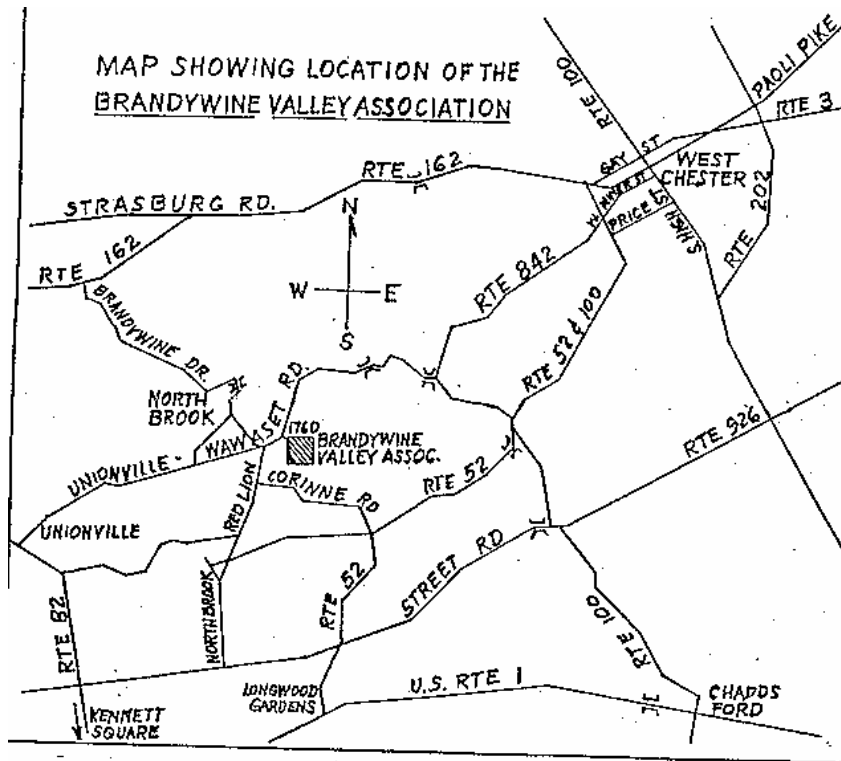 MAP SHOWING LOCATION OF THE
BRANDYWINE VALLEY ASSOCIATION
RTE 100
PAOLI PIKE
RTE 3
GAY ST
WEST
CHESTER
RTE 162
STRASBURG RD.
N
W E
S
PRICE ST
S HIGH
RTE 202
RTE 842
RTE 162
BRANDYWINE DR.
RTE 52 & 100
NORTH
BROOK
UNIONVILLE - WAWASET RD.
1760
BRANDYWINE
VALLEY ASSOC.
RTE 926
RED LION
CORINNE RD
RTE 52
UNIONVILLE
STREET RD
RTE 82
NORTHBROOK
RTE 52
RTE 100
LONGWOOD
GARDENS
U.S. RTE 1
CHADDS
FORD
KENNETT
SQUARE